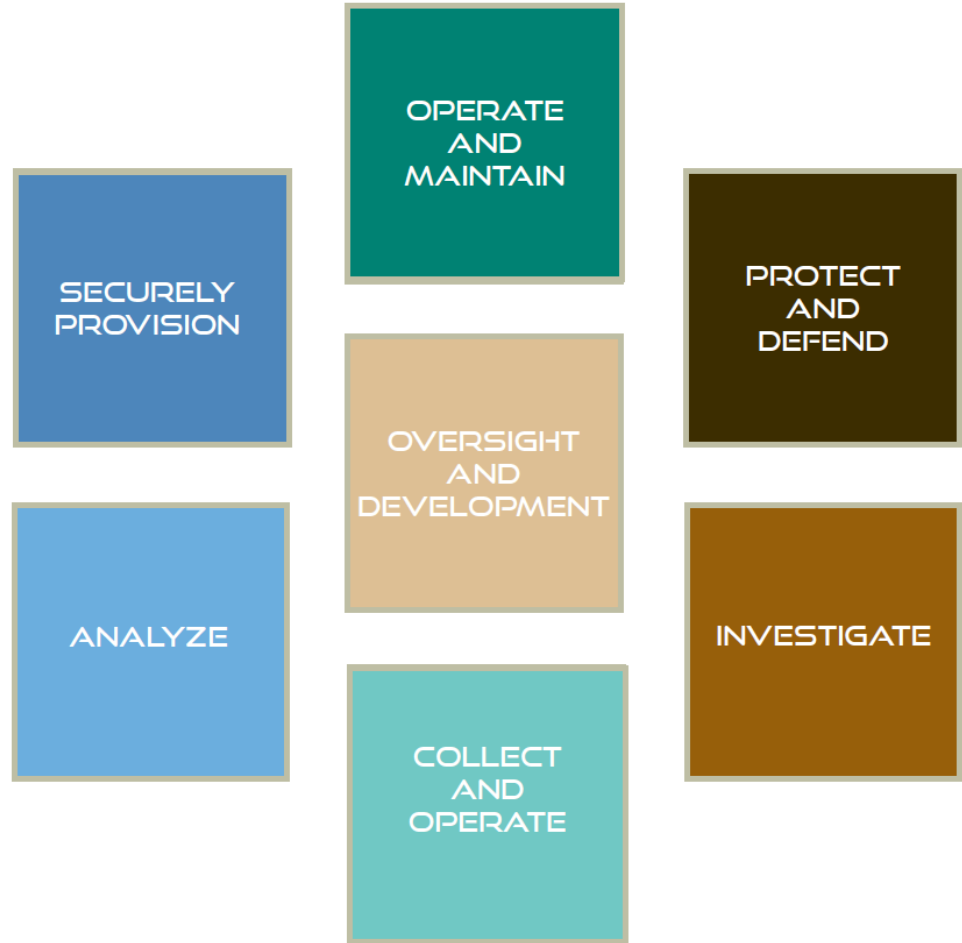 OPERATE
AND
MAINTAIN
SECURELY
PROVISION
PROTECT
AND
DEFEND
OVERSIGHT
AND
DEVELOPMENT
ANALYZE
INVESTIGATE
COLLECT
AND
OPERATE